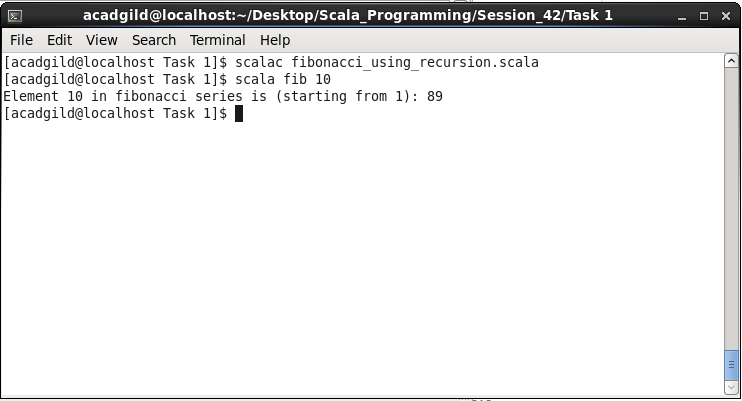 acadgild@localhost:~/Desktop/Scala_Programming/Session_42/Task 1
File Edit View Search Terminal Help
[acadgild@localhost Task 1]$ scalac fibonacci_using_recursion.scala
[acadgild@localhost Task 1]$ scala fib 10
Element 10 in fibonacci series is (starting from 1): 89
[acadgild@localhost Task 1]$